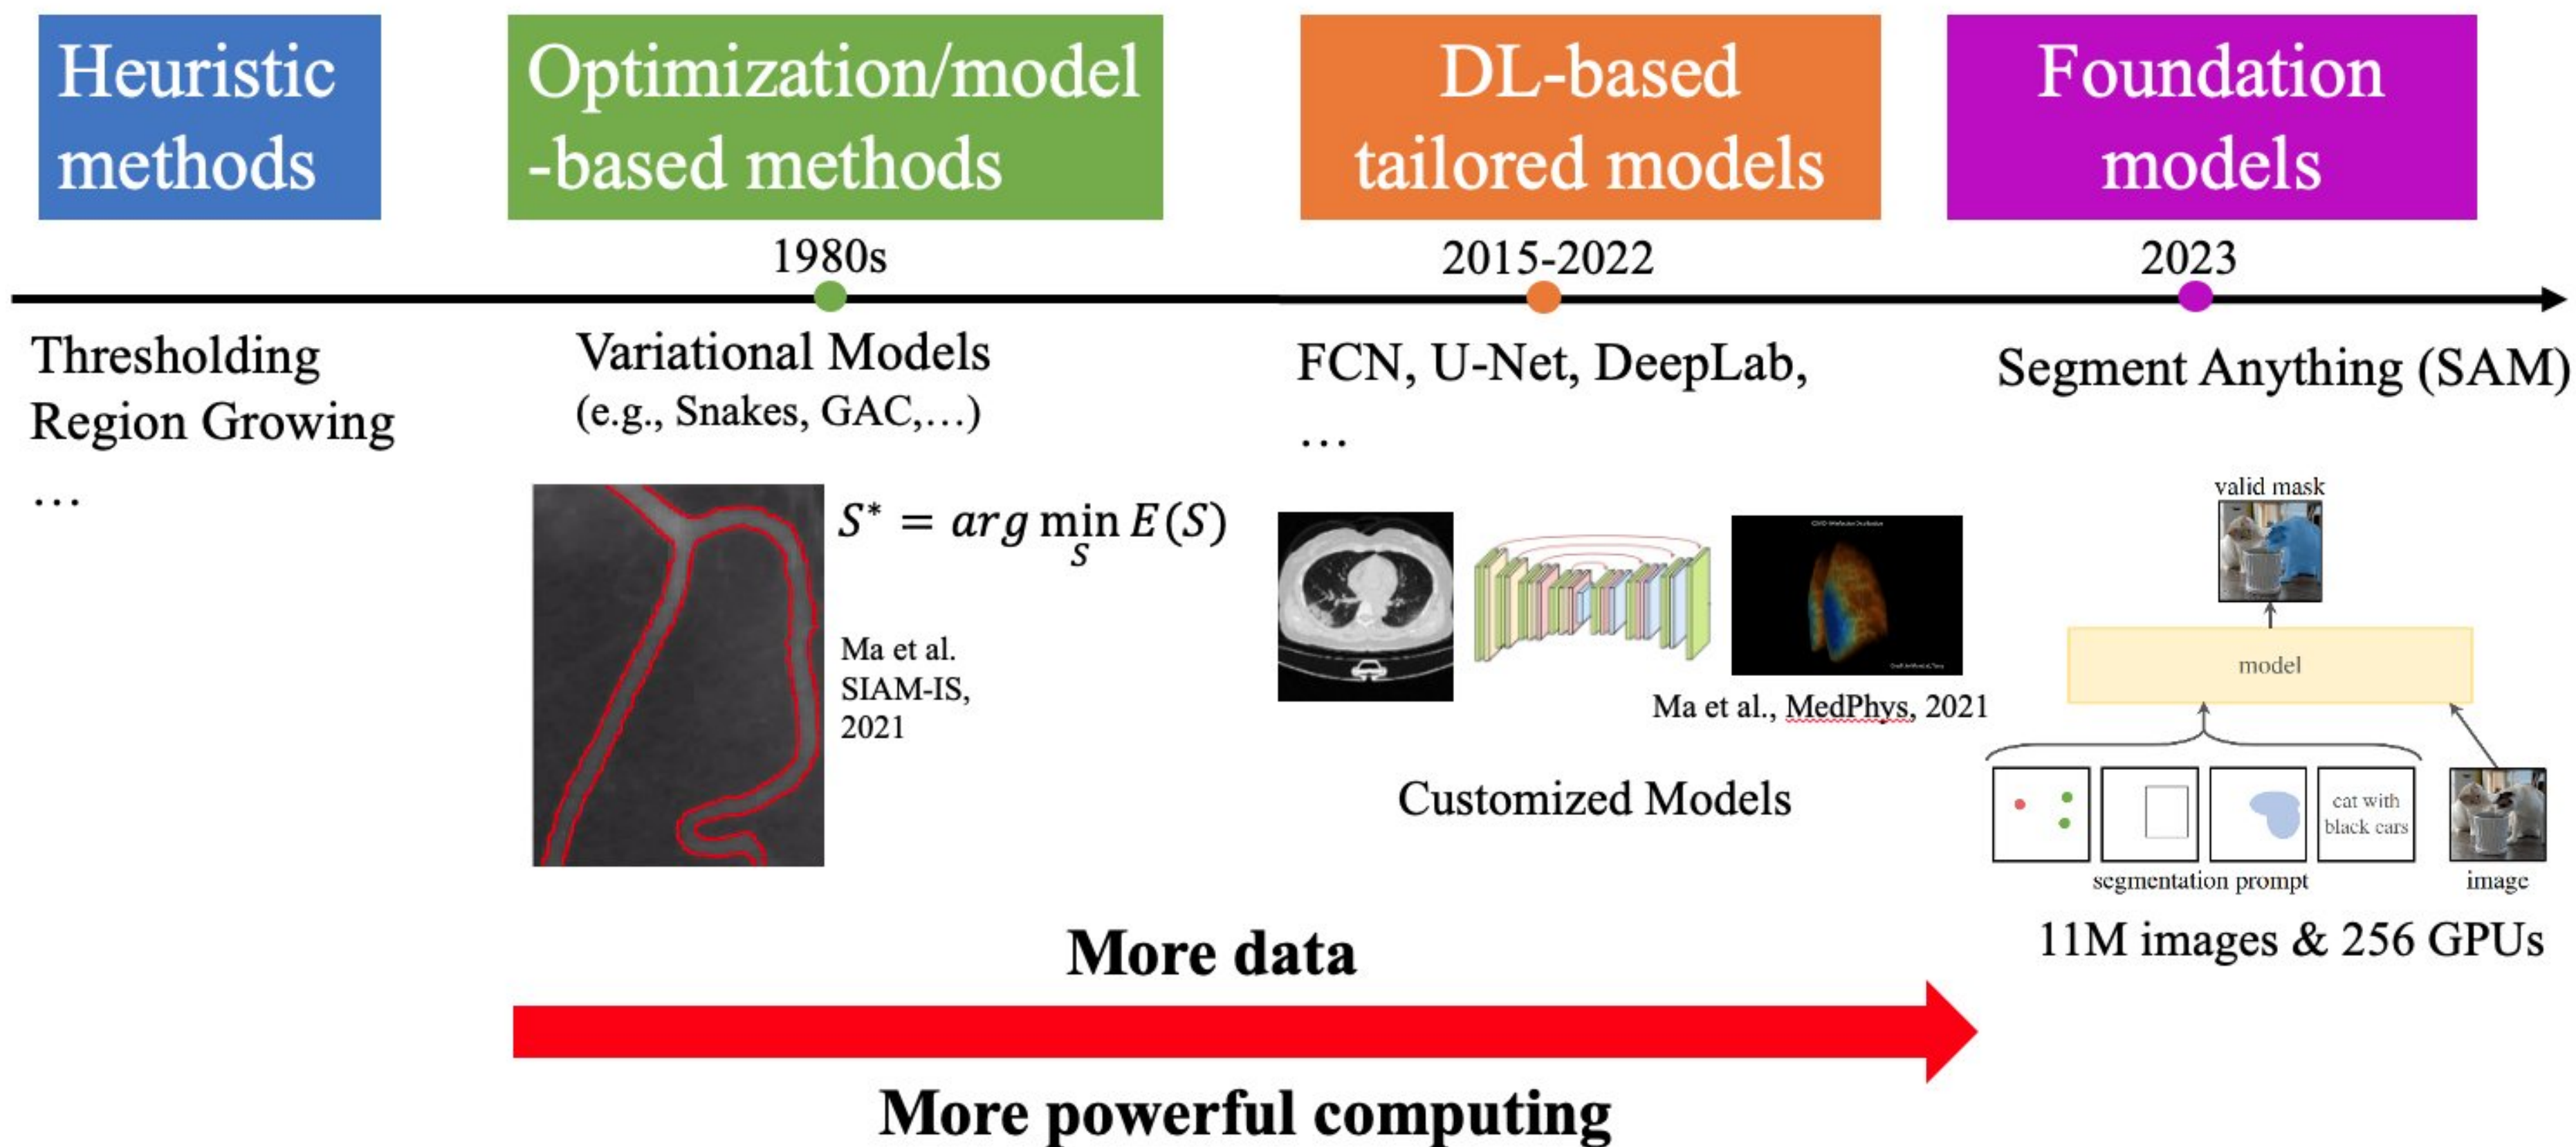 Heuristic
methods
Optimization/model
-based methods
DL-based
tailored models
Foundation
models
1980s
2015-2022
2023
Thresholding
Region Growing
…
Variational Models
(e.g., Snakes, GAC,…)
S* = arg min E(S)
S
Ma et al.
SIAM-IS,
2021
FCN, U-Net, DeepLab,
…
Ma et al., MedPhys, 2021
Customized Models
Segment Anything (SAM)
valid mask
model
cat with
black ears
segmentation prompt
image
11M images & 256 GPUs
More data
More powerful computing